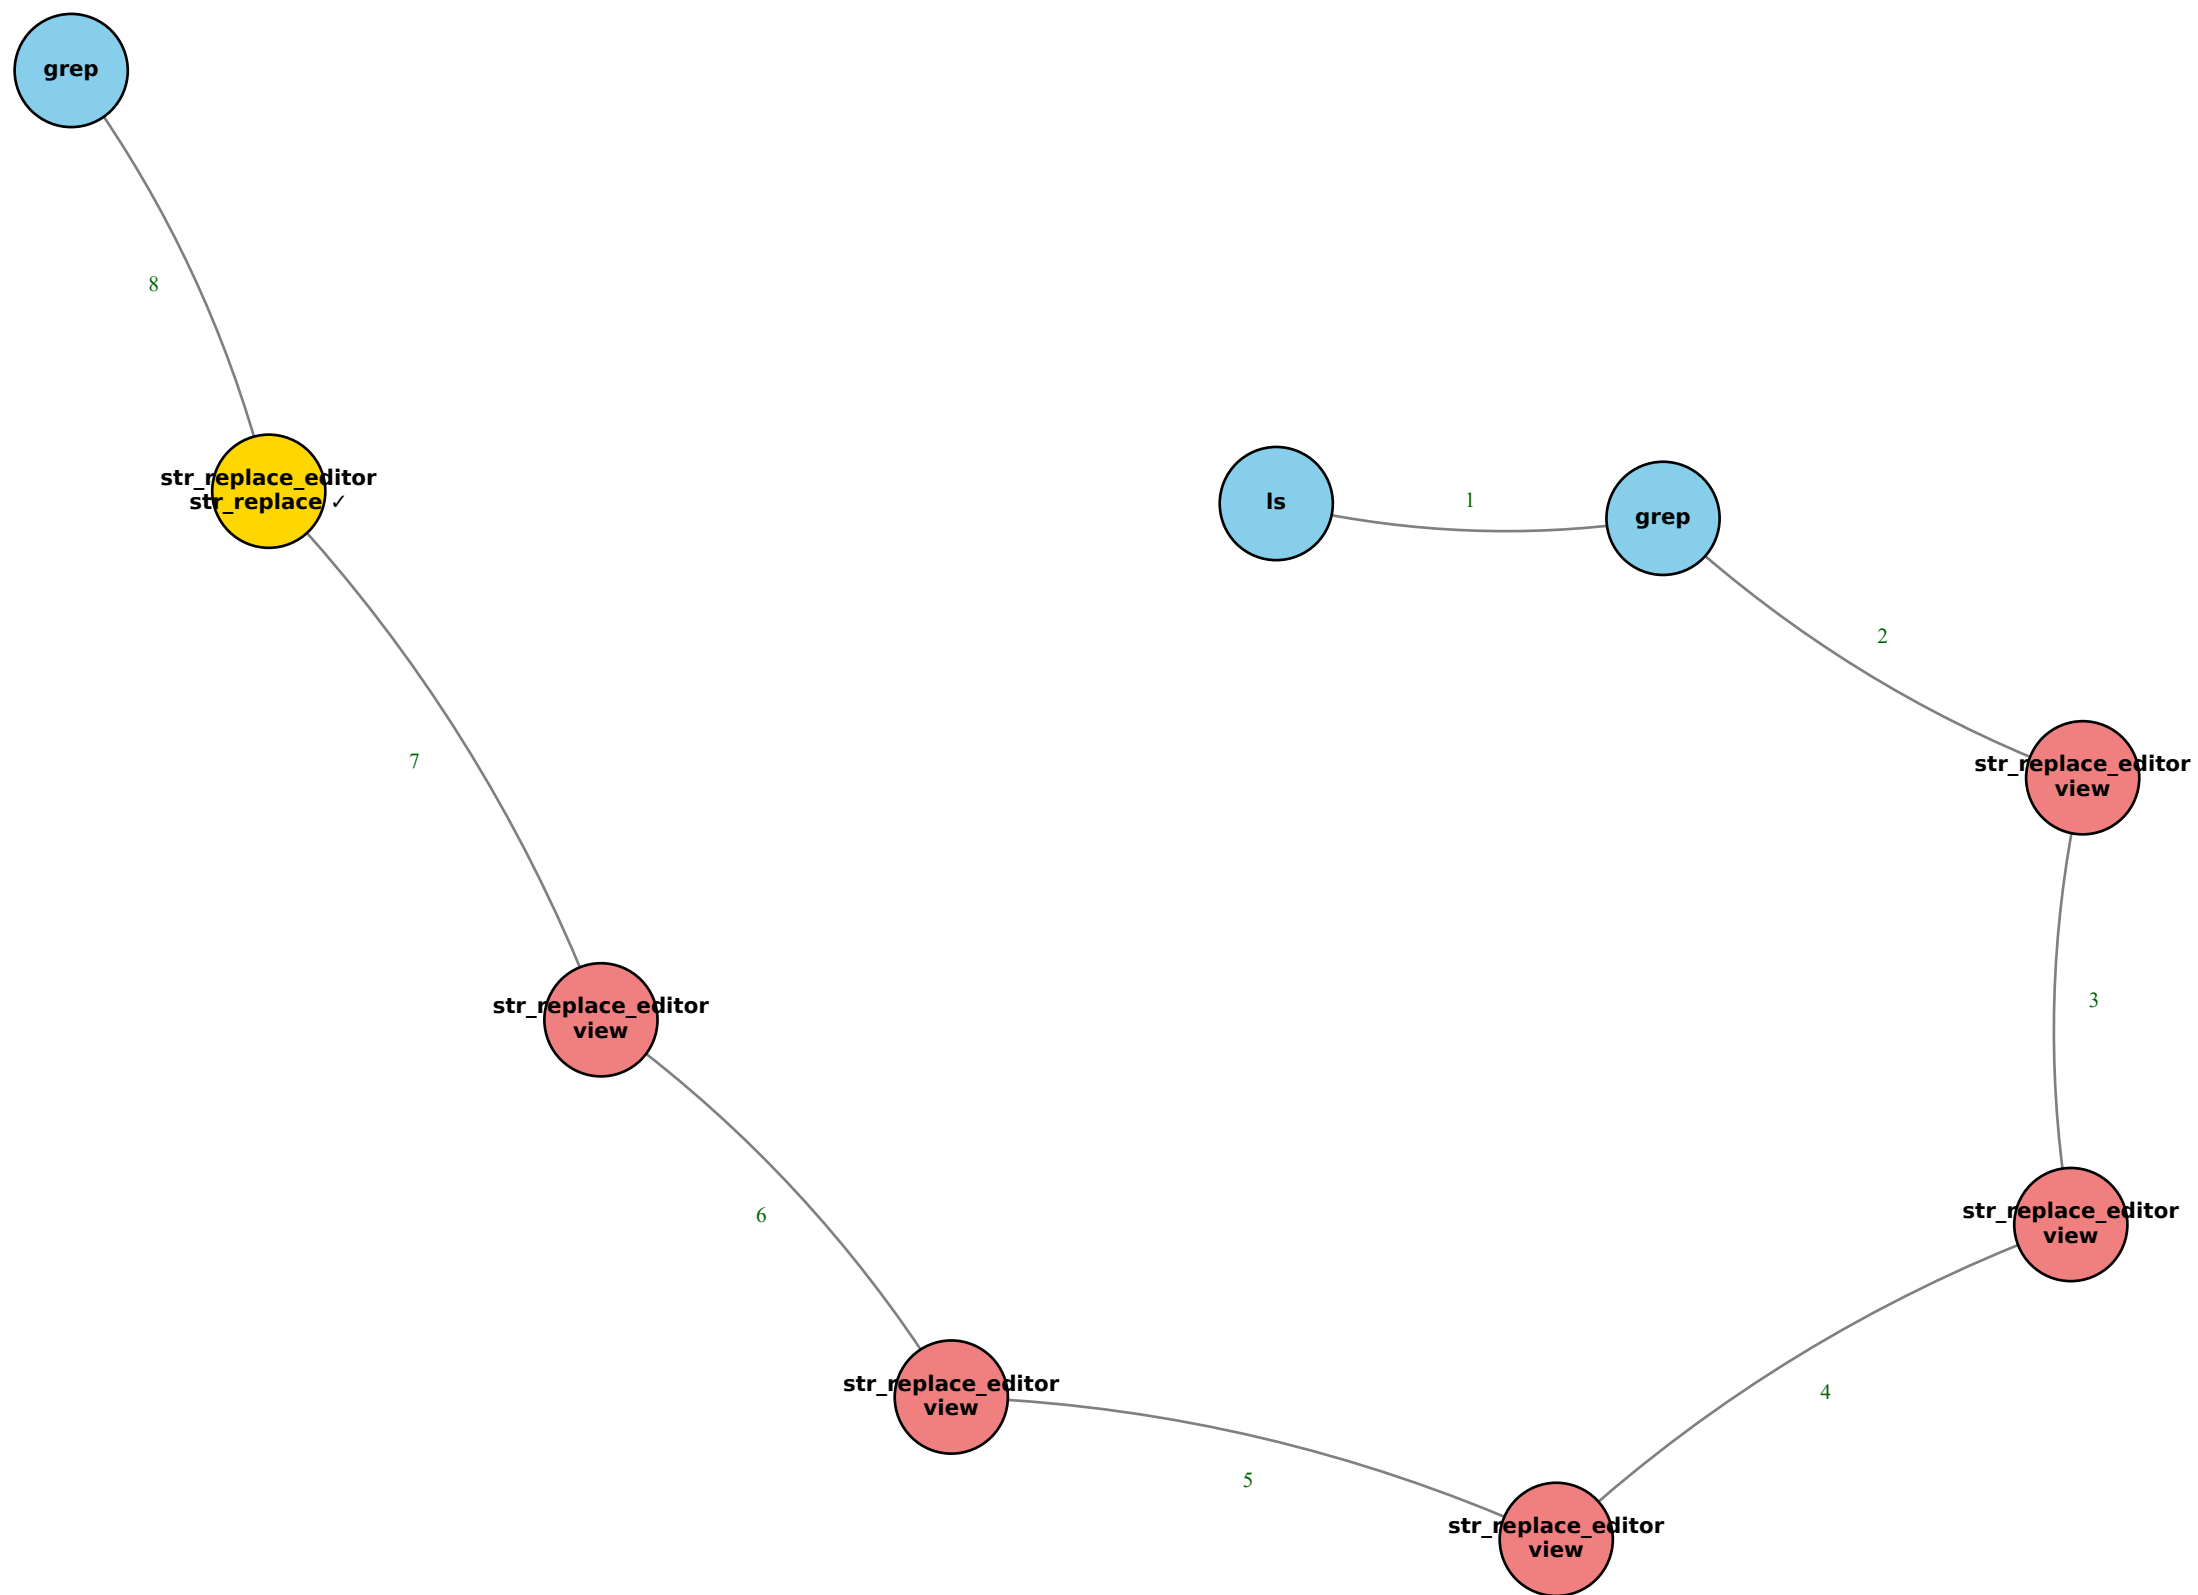 grep
8
str_replace_editor
str_replace ✓
ls
1
grep
2
7
str_replace_editor
view
3
str_replace_editor
view
str_replace_editor
view
6
4
str_replace_editor
view
5
str_replace_editor
view